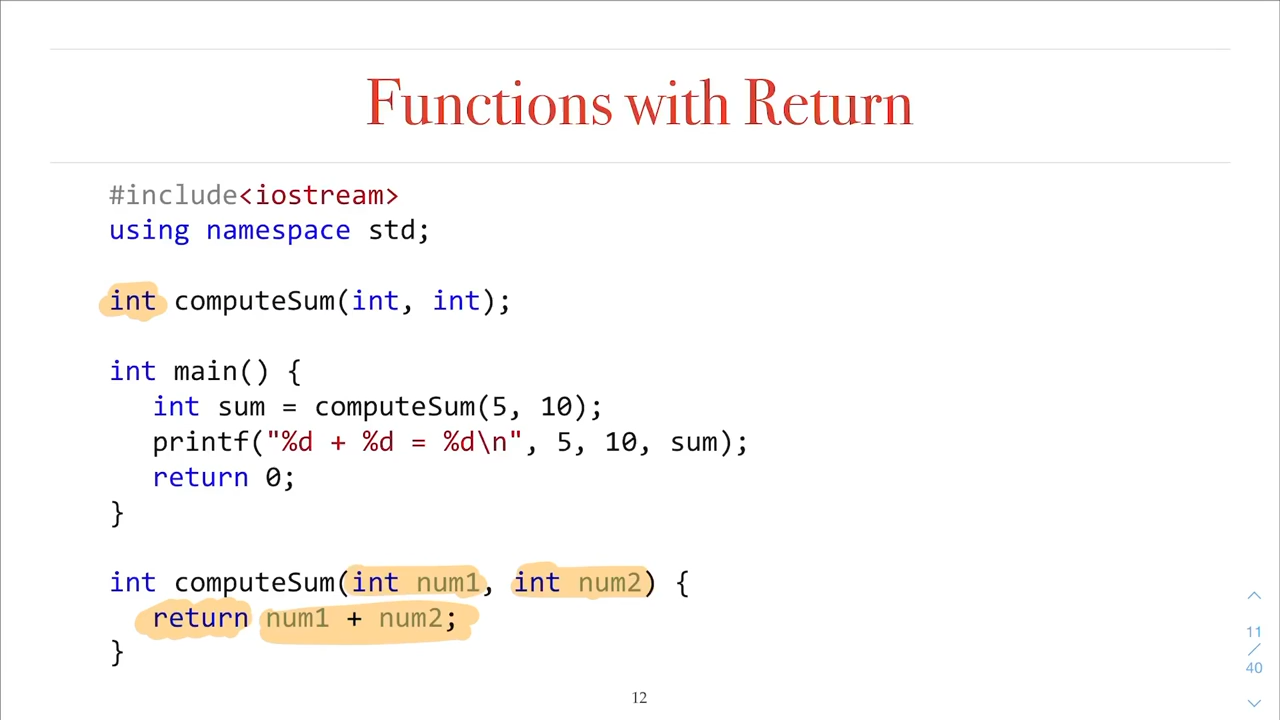 Functions with Return
#include<iostream>
using namespace std;
int computeSum(int, int);
int main() {
int sum = computeSum(5, 10);
printf("%d + %d = %d\n", 5, 10, sum);
return 0;
}
int computeSum(int num1, int num2) {
return num1 + num2;
}
11
/
40
12